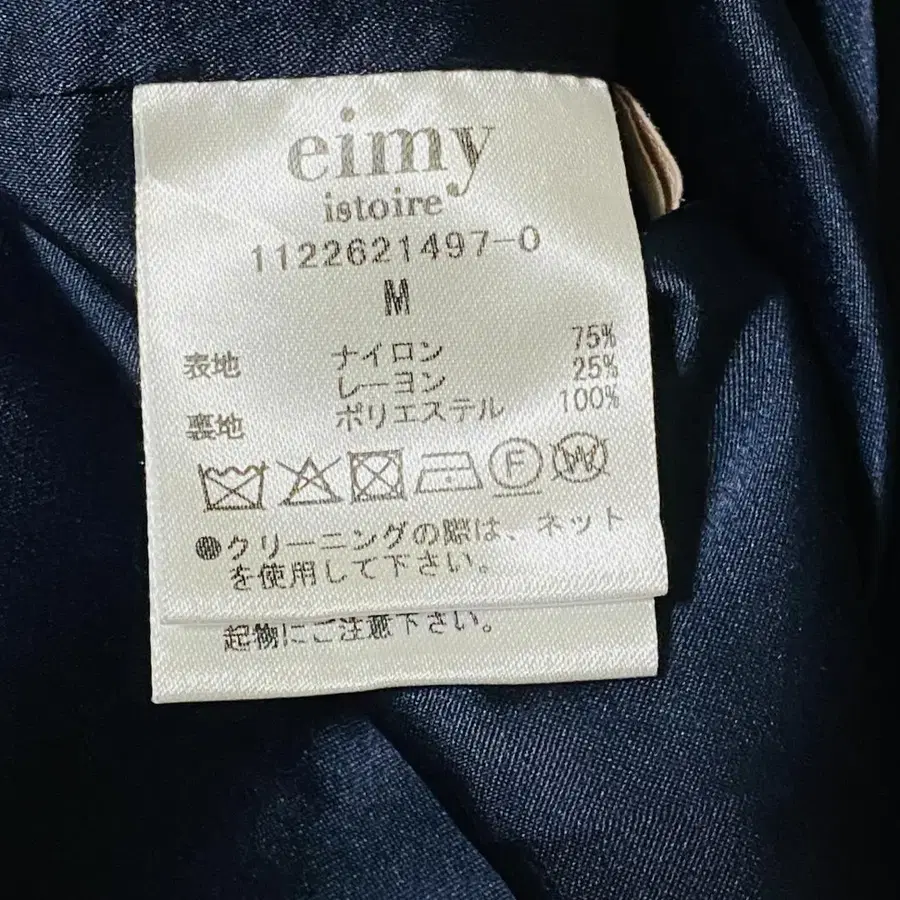 eimy
istoire®
1122621497-0
M
表地 ナイロン 75%
レーヨン 25%
裏地 ポリエステル 100%
F W
●クリーニングの際は、ネット
を使用して下さい。
起物にご注意下さい。